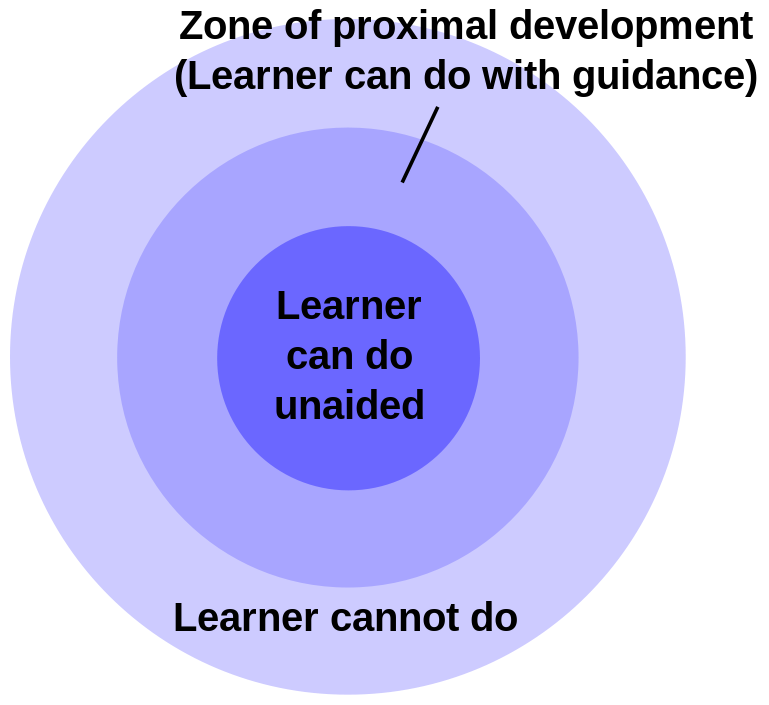 Zone of proximal development
(Learner can do with guidance)
Learner
can do
unaided
Learner cannot do